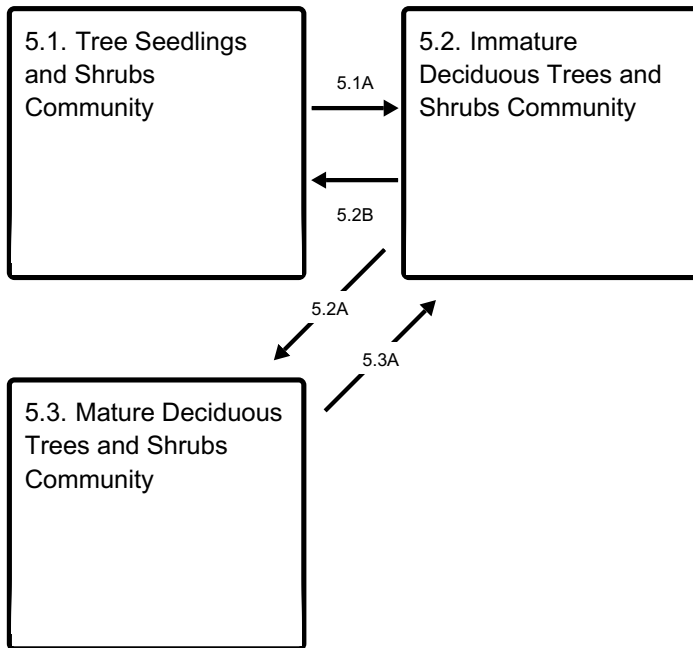 5.1. Tree Seedlings
and Shrubs
Community
5.1A
5.2. Immature
Deciduous Trees and
Shrubs Community
5.2B
5.2A
5.3A
5.3. Mature Deciduous
Trees and Shrubs
Community